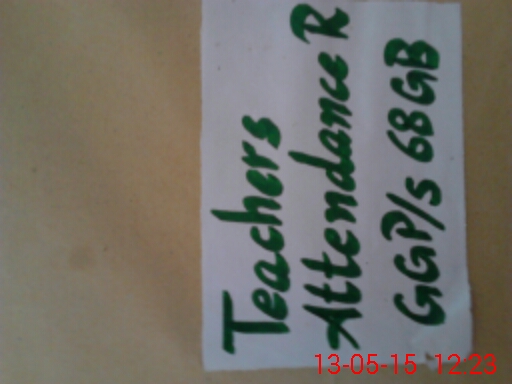 Teachers
Attendance R
GGP/s 68GB
13-05-15 12:23